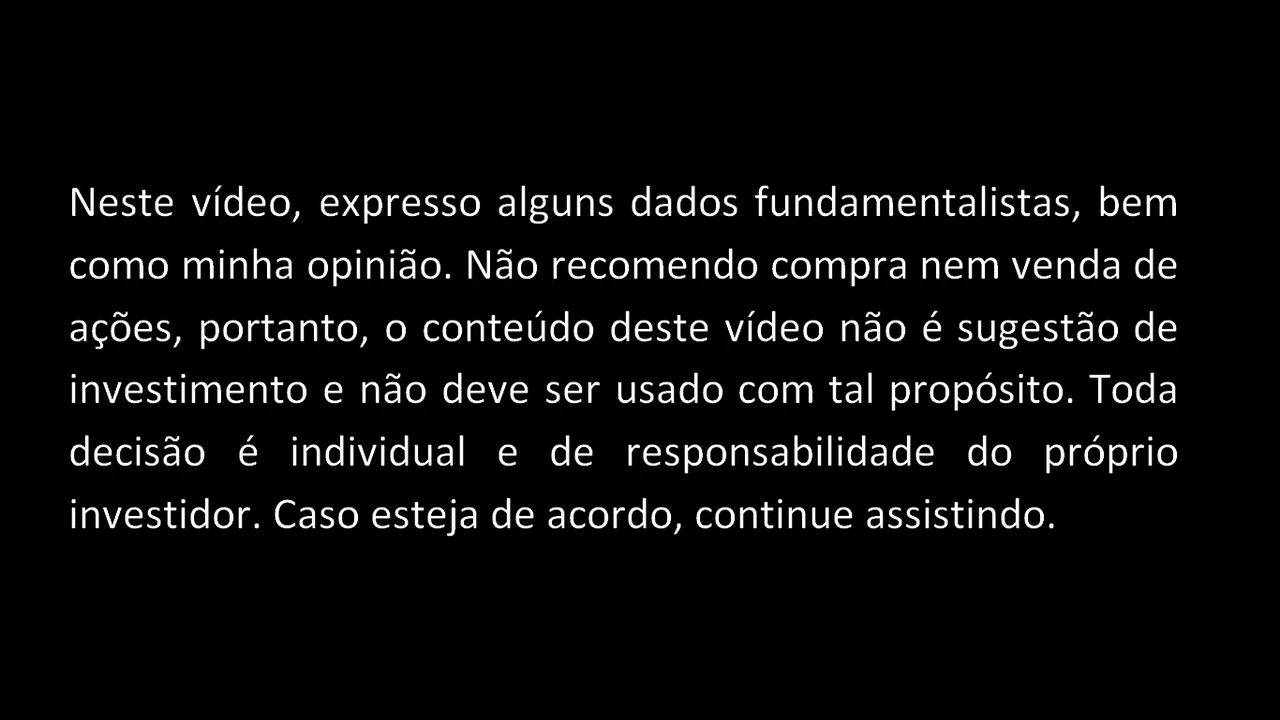 Neste vídeo, expresso alguns dados fundamentalistas, bem
como minha opinião. Não recomendo compra nem venda de
ações, portanto, o conteúdo deste vídeo não é sugestão de
investimento e não deve ser usado com tal propósito. Toda
decisão é individual e de responsabilidade do próprio
investidor. Caso esteja de acordo, continue assistindo.